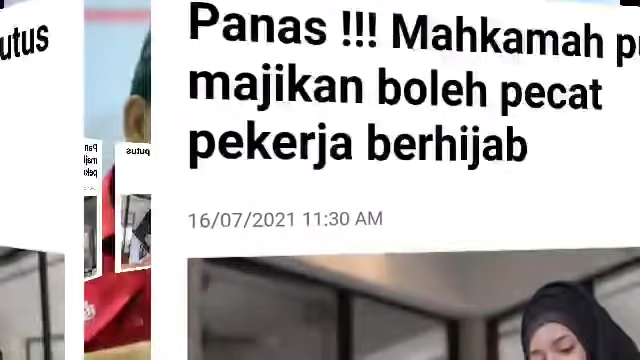 Panas !!! Mahkamah
majikan boleh pecat
pekerja berhijab
16/07/2021 11:30 AM
utus
putus